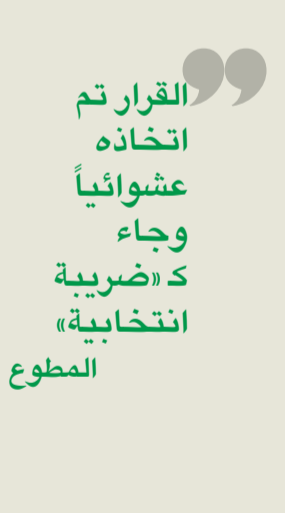 القرار تم
اتخاذه
عشوائياً
وجاء
كـ «ضريبة
انتخابية»
المطوع